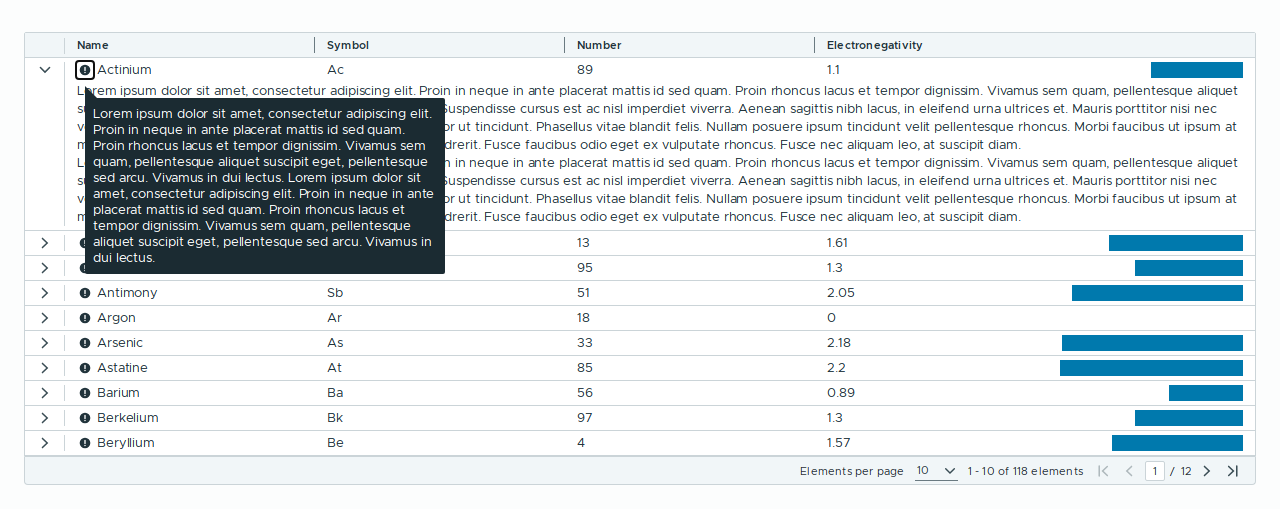 Name Symbol Number Electronegativity
Actinium Ac 89 1.1
Lorem ipsum dolor sit amet, consectetur adipiscing elit. Proin in neque in ante placerat mattis id sed quam. Proin rhoncus lacus et tempor dignissim. Vivamus sem quam, pellentesque aliquet
Suspendisse cursus est ac nisl imperdiet viverra. Aenean sagittis nibh lacus, in eleifend urna ultrices et. Mauris porttitor nisi nec
ut tincidunt. Phasellus vitae blandit felis. Nullam posuere ipsum tincidunt velit pellentesque rhoncus. Morbi faucibus ut ipsum at
Fusce faucibus odio eget ex vulputate rhoncus. Fusce nec aliquam leo, at suscipit diam.
in neque in ante placerat mattis id sed quam. Proin rhoncus lacus et tempor dignissim. Vivamus sem quam, pellentesque aliquet
Suspendisse cursus est ac nisl imperdiet viverra. Aenean sagittis nibh lacus, in eleifend urna ultrices et. Mauris porttitor nisi nec
ut tincidunt. Phasellus vitae blandit felis. Nullam posuere ipsum tincidunt velit pellentesque rhoncus. Morbi faucibus ut ipsum at
Fusce faucibus odio eget ex vulputate rhoncus. Fusce nec aliquam leo, at suscipit diam.
Lorem ipsum dolor sit amet, consectetur adipiscing elit.
Proin in neque in ante placerat mattis id sed quam.
Proin rhoncus lacus et tempor dignissim. Vivamus sem
quam, pellentesque aliquet suscipit eget, pellentesque
sed arcu. Vivamus in dui lectus. Lorem ipsum dolor sit
amet, consectetur adipiscing elit. Proin in neque in ante
placerat mattis id sed quam. Proin rhoncus lacus et
tempor dignissim. Vivamus sem quam, pellentesque
aliquet suscipit eget, pellentesque sed arcu. Vivamus in
dui lectus.
13 1.61
95 1.3
Antimony Sb 51 2.05
Argon Ar 18 0
Arsenic As 33 2.18
Astatine At 85 2.2
Barium Ba 56 0.89
Berkelium Bk 97 1.3
Beryllium Be 4 1.57
Elements per page 10 1 - 10 of 118 elements 1 / 12